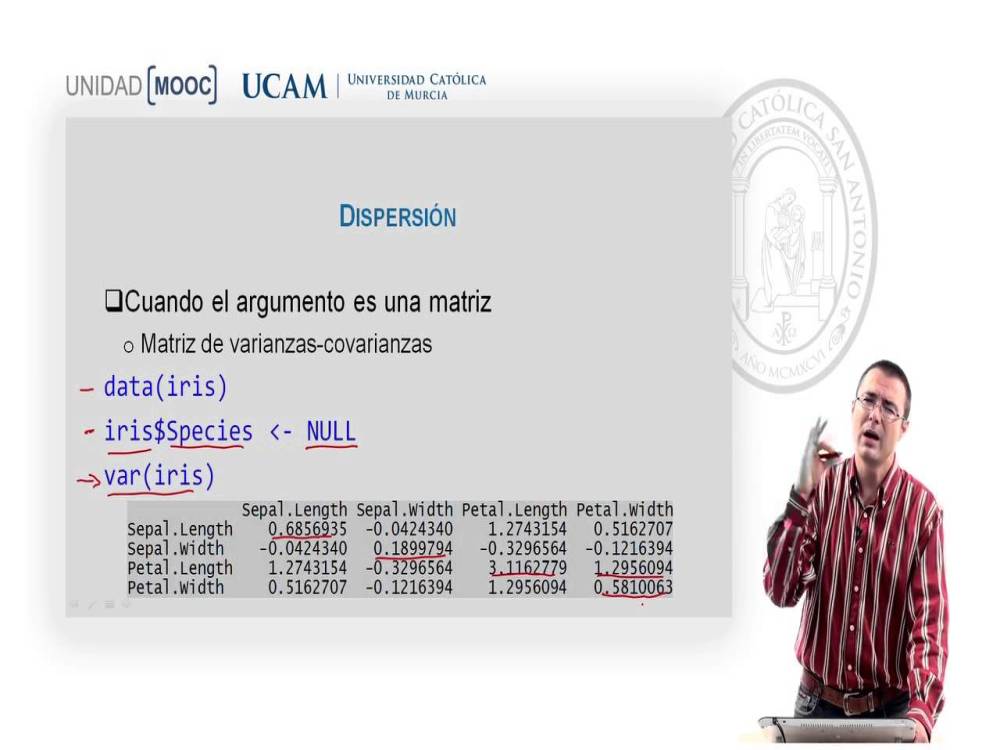 UNIDAD [MOOC] UCAM | UNIVERSIDAD CATÓLICA
DE MURCIA
CATÓLICA SAN ANTONIO
IN LIBERTATEM VOCATI
AÑO MCMXCVI
DISPERSIÓN
❑Cuando el argumento es una matriz
o Matriz de varianzas-covarianzas
data(iris)
iris$Species <- NULL
var(iris)
Sepal.Length Sepal.Width Petal.Length Petal.Width
Sepal.Length 0.6856935 -0.0424340 1.2743154 0.5162707
Sepal.Width -0.0424340 0.1899794 -0.3296564 -0.1216394
Petal.Length 1.2743154 -0.3296564 3.1162779 1.2956094
Petal.Width 0.5162707 -0.1216394 1.2956094 0.5810063